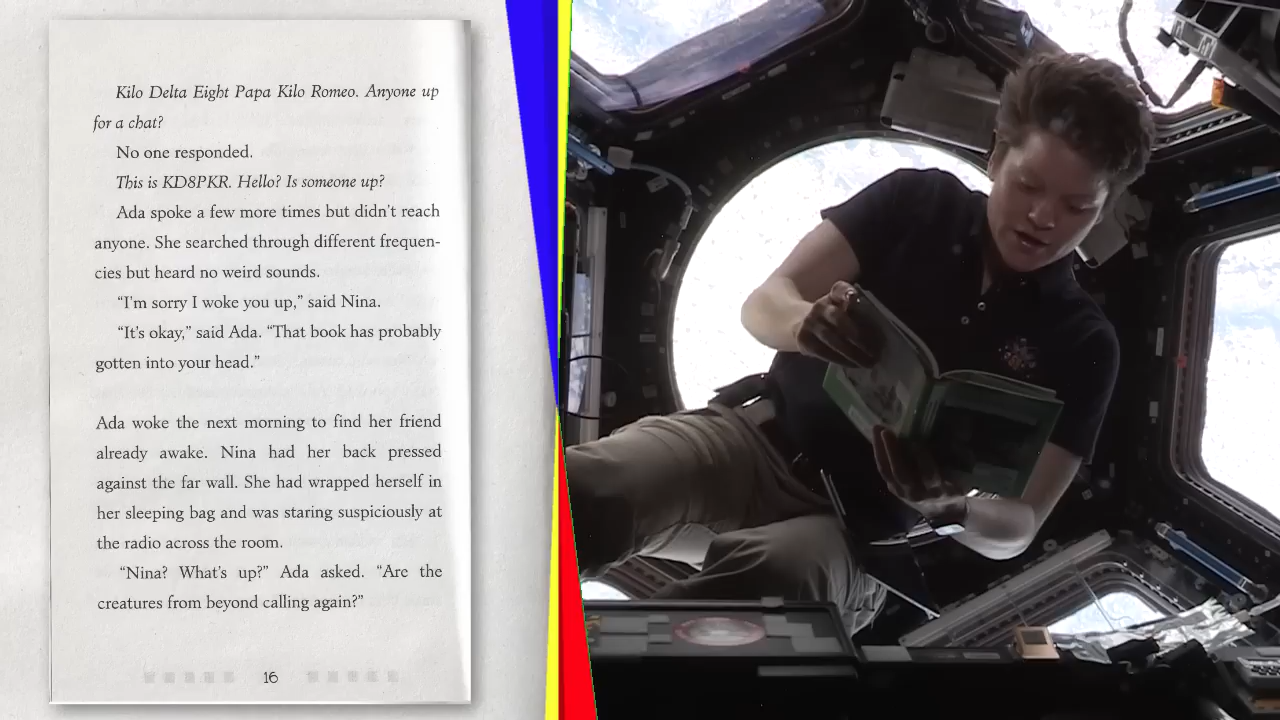 Kilo Delta Eight Papa Kilo Romeo. Anyone up
for a chat?
No one responded.
This is KD8PKR. Hello? Is someone up?
Ada spoke a few more times but didn't reach
anyone. She searched through different frequen-
cies but heard no weird sounds.
“I'm sorry I woke you up,” said Nina.
“It's okay,” said Ada. “That book has probably
gotten into your head.”
Ada woke the next morning to find her friend
already awake. Nina had her back pressed
against the far wall. She had wrapped herself in
her sleeping bag and was staring suspiciously at
the radio across the room.
“Nina? What's up?” Ada asked. “Are the
creatures from beyond calling again?”
16